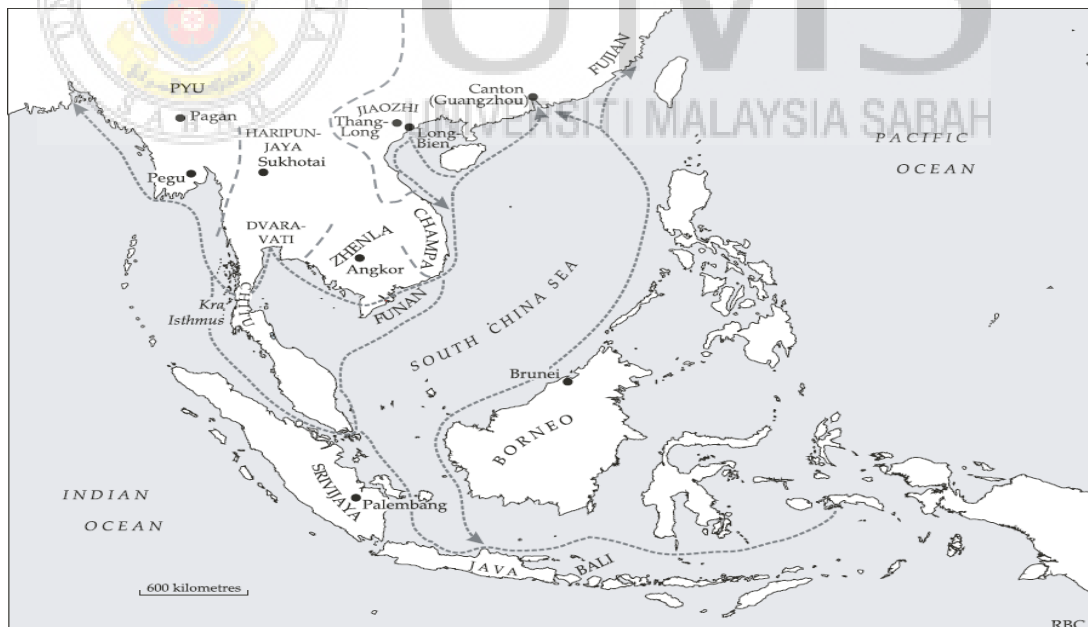 UMS
UNIVERSITI MALAYSIA SABAH
FUJIAN
PYU
Pagan
Canton
(Guangzhou)
JIAOZHI
Thang-
Long
Long-
Bien
HARIPUN-
JAYA
Sukhotai
PACIFIC
OCEAN
Pegu
DVARA-
VATI
ZHENLA
Angkor
CHAMPA
FUNAN
Kra
Isthmus
CHITU
SOUTH CHINA SEA
Brunei
BORNEO
SRIVIJAYA
Palembang
INDIAN
OCEAN
JAVA
BALI
600 kilometres
RBC